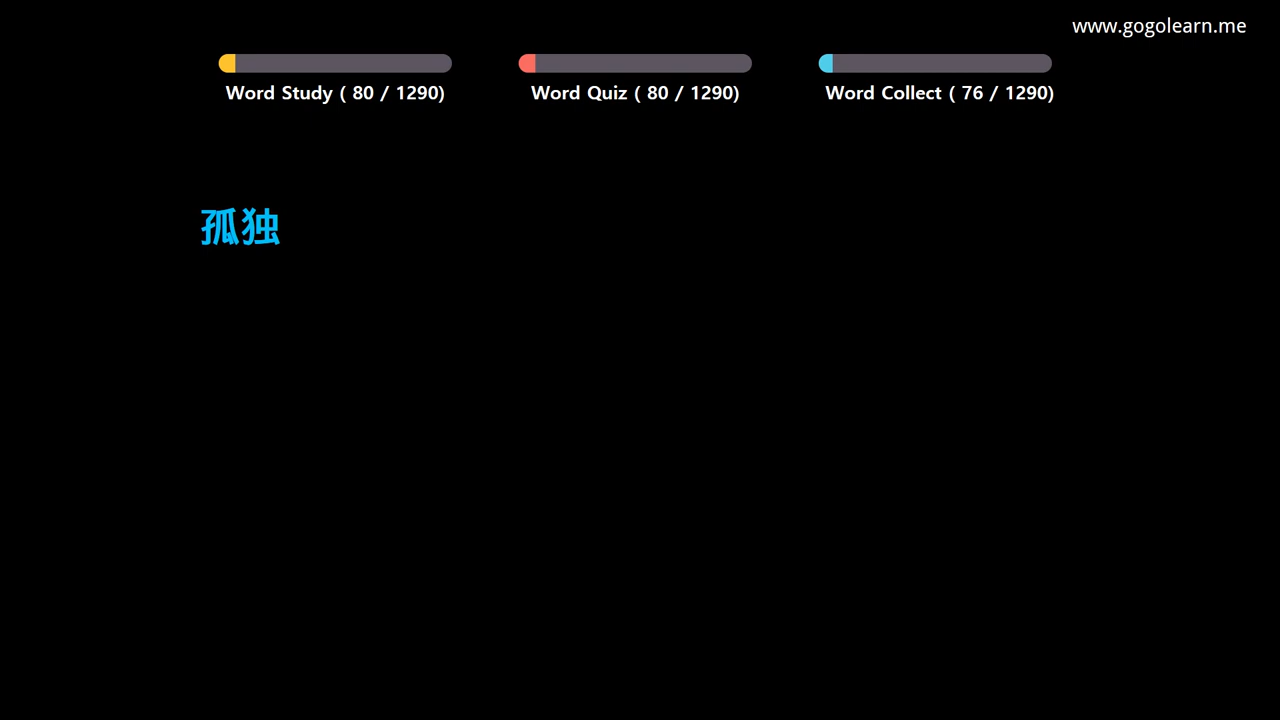 www.gogolearn.me
Word Study ( 80 / 1290)
Word Quiz ( 80 / 1290)
Word Collect ( 76 / 1290)
孤独